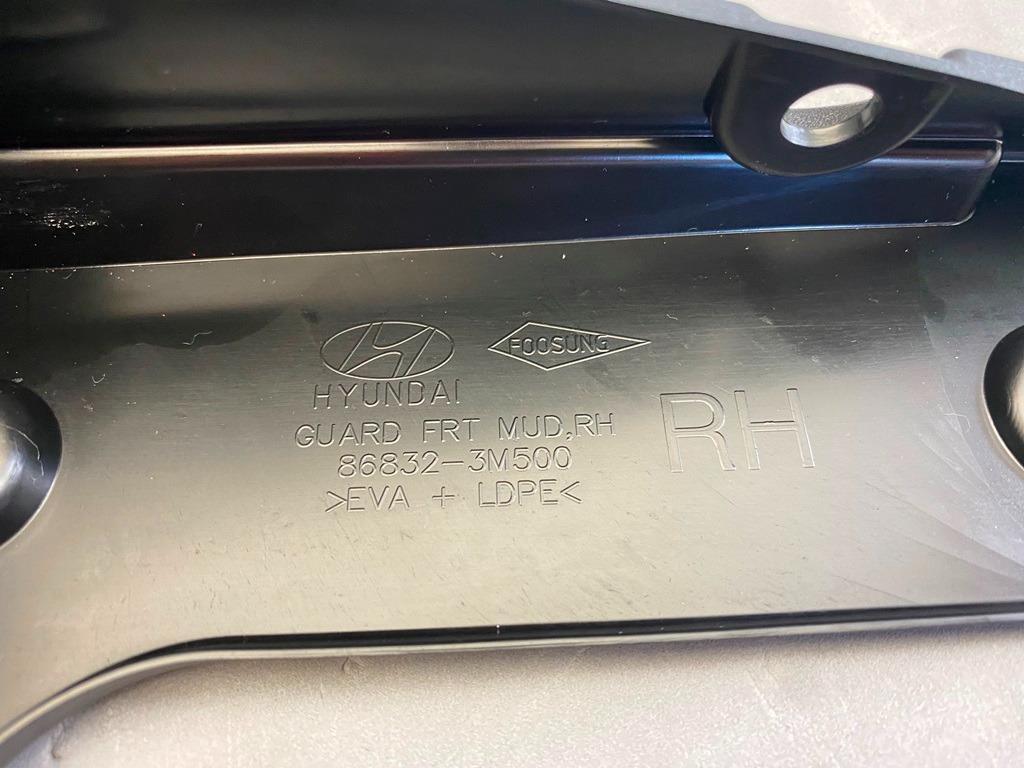 FOOSUNG
HYUNDAI
GUARD FRT MUD,RH
86832-3M500
>EVA + LDPE<
RH